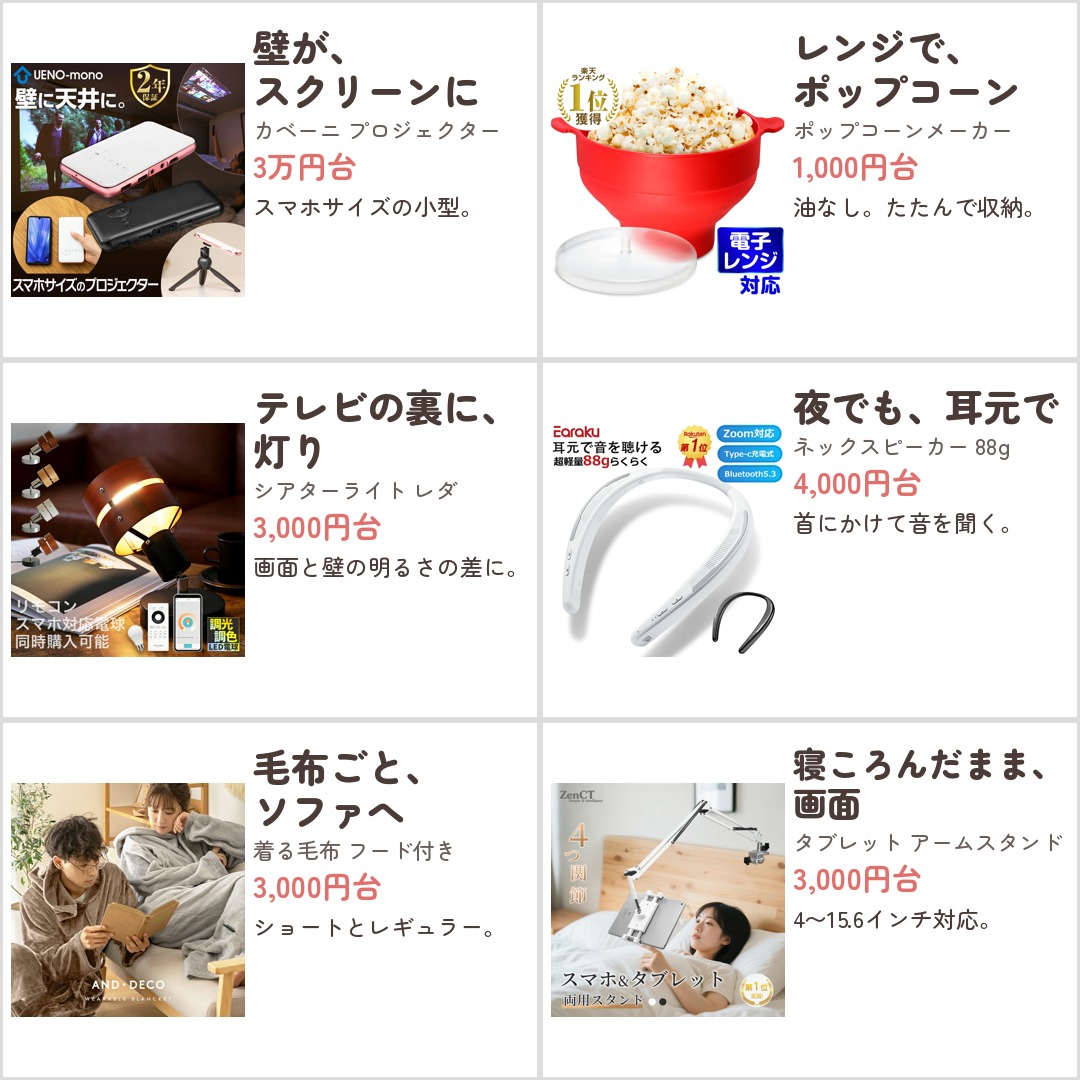 壁が、
スクリーンに
カベーニ プロジェクター
3万円台
スマホサイズの小型。
UENO-mono
壁に天井に。
2年
保証
スマホサイズのプロジェクター
レンジで、
ポップコーン
ポップコーンメーカー
1,000円台
油なし。たたんで収納。
楽天
ランキング
1位
獲得
電子
レンジ
対応
テレビの裏に、
灯り
シアターライト レダ
3,000円台
画面と壁の明るさの差に。
リモコン
スマホ対応電球
同時購入可能
調光
調色
LED電球
夜でも、耳元で
ネックスピーカー 88g
4,000円台
首にかけて音を聞く。
Earaku
耳元で音を聴ける
超軽量88gらくらく
Rakuten
第1位
Zoom対応
Type-c充電式
Bluetooth5.3
毛布ごと、
ソファへ
着る毛布 フード付き
3,000円台
ショートとレギュラー。
AND・DECO
WEARABLE BLANCKET
寝ころんだまま、
画面
タブレット アームスタンド
3,000円台
4〜15.6インチ対応。
ZenCT
4つ関節
スマホ&タブレット
両用スタンド
第1位